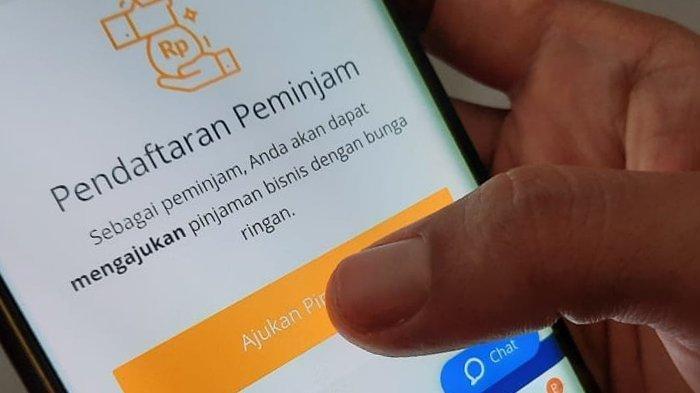 Rp
Pendaftaran Peminjam
Sebagai peminjam, Anda akan dapat
mengajukan pinjaman bisnis dengan bunga
ringan.
Ajukan
Chat